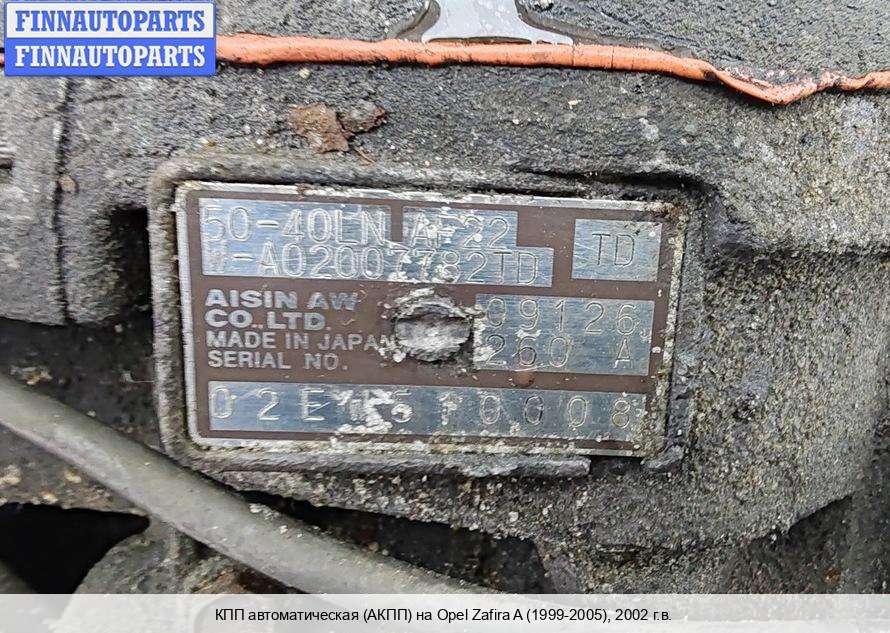 FINNAUTOPARTS
FINNAUTOPARTS
50-40LN AF22 TD
W-A02007782TD
AISIN AW
CO.,LTD. 09126
MADE IN JAPAN 260 A
SERIAL NO.
КПП автоматическая (АКПП) на Opel Zafira A (1999-2005), 2002 г.в.